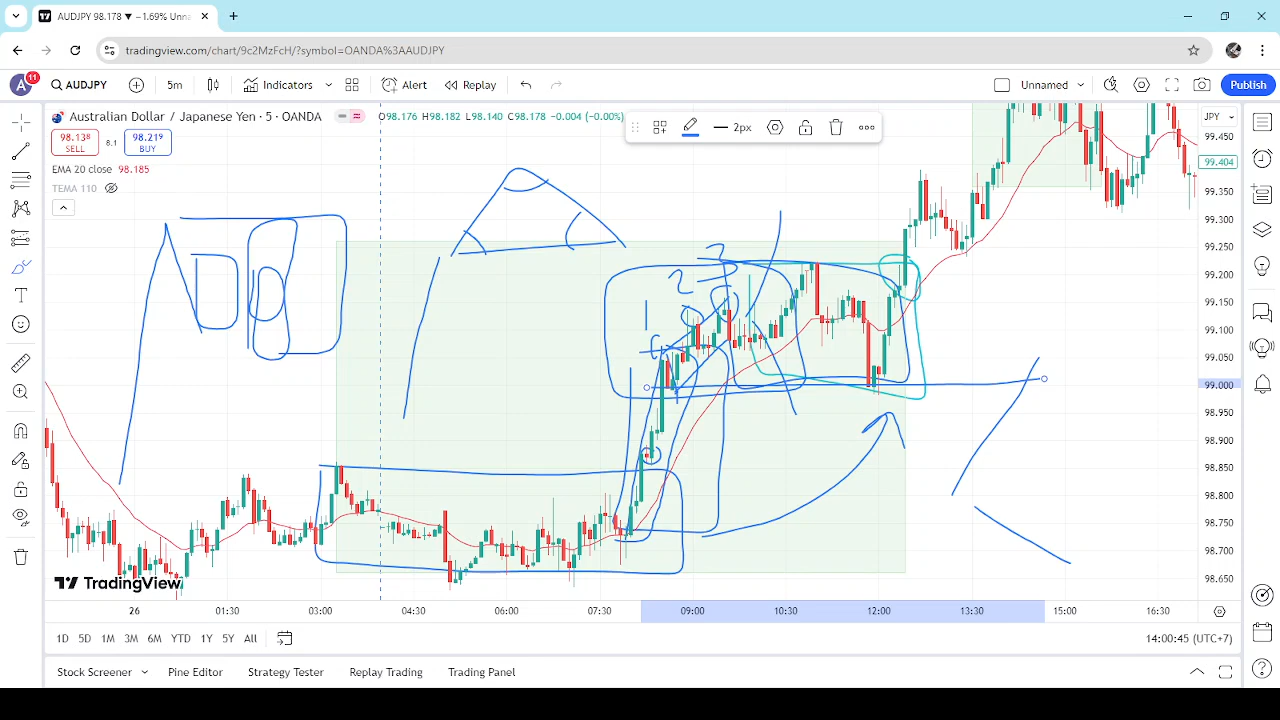 AUDJPY 98.178 ▼ −1.69% Unna
tradingview.com/chart/9c2MzFcH/?symbol=OANDA%3AAUDJPY
A 11 AUDJPY 5m Indicators Alert Replay Unnamed Publish
Australian Dollar / Japanese Yen · 5 · OANDA O98.176 H98.182 L98.140 C98.178 −0.004 (−0.00%)
JPY
98.138 SELL 8.1 98.219 BUY
2px
EMA 20 close 98.185
TEMA 110
99.450
99.404
99.350
99.300
99.250
99.200
99.150
99.100
99.050
99.000
98.950
98.900
98.850
98.800
98.750
98.700
98.650
1 2 3
TradingView
26 01:30 03:00 04:30 06:00 07:30 09:00 10:30 12:00 13:30 15:00 16:30
1D 5D 1M 3M 6M YTD 1Y 5Y All 14:00:45 (UTC+7)
Stock Screener Pine Editor Strategy Tester Replay Trading Trading Panel